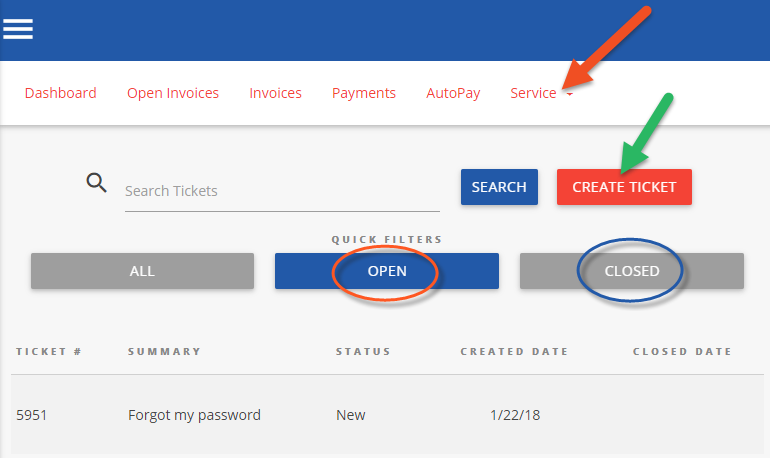 Dashboard Open Invoices Invoices Payments AutoPay Service
Search Tickets SEARCH CREATE TICKET
QUICK FILTERS
ALL OPEN CLOSED
TICKET # SUMMARY STATUS CREATED DATE CLOSED DATE
5951 Forgot my password New 1/22/18